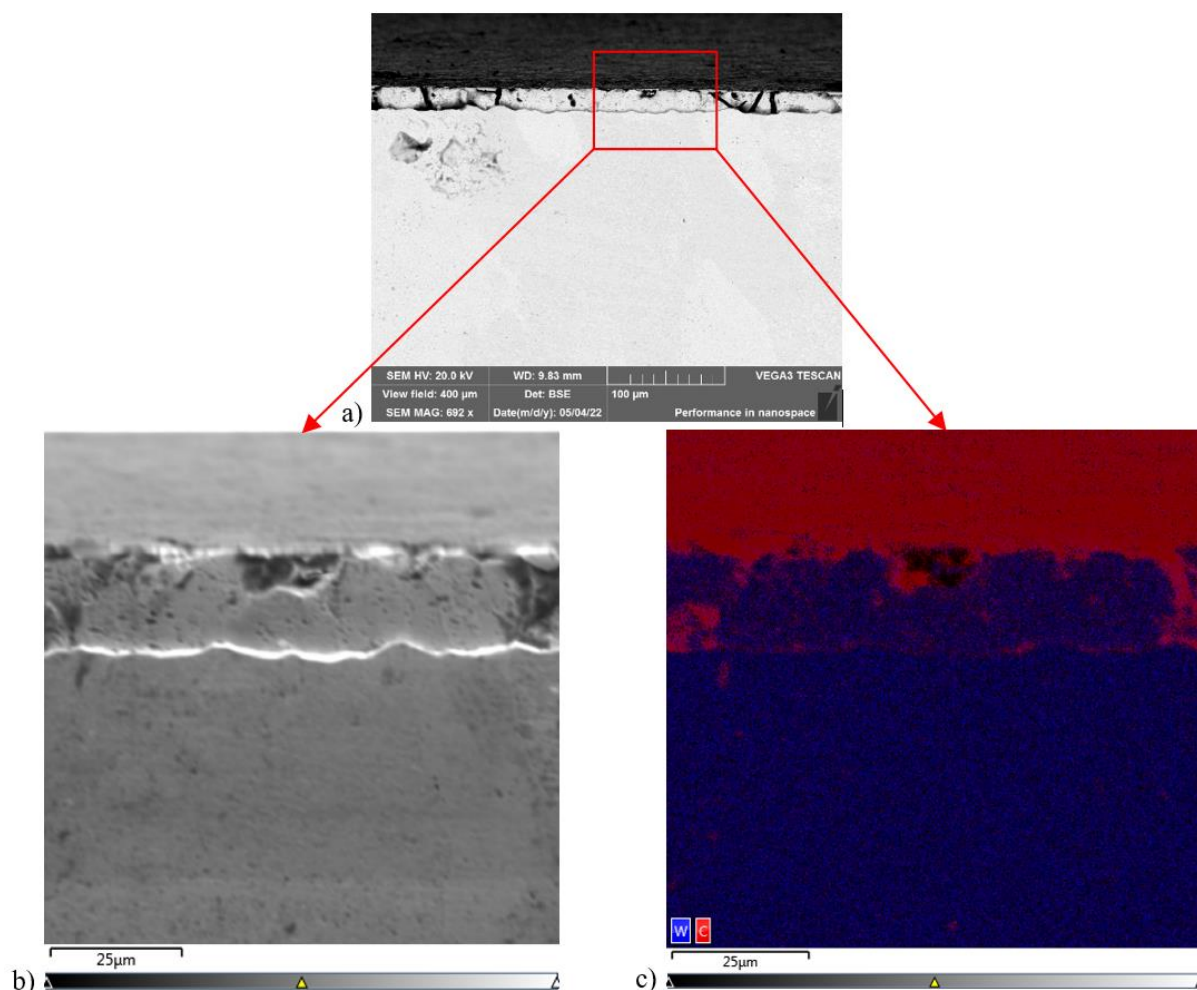 SEM HV: 20.0 kV WD: 9.83 mm VEGA3 TESCAN
View field: 400 µm Det: BSE 100 µm
SEM MAG: 692 x Date(m/d/y): 05/04/22 Performance in nanospace
a)
25µm
b)
W C
25µm
c)